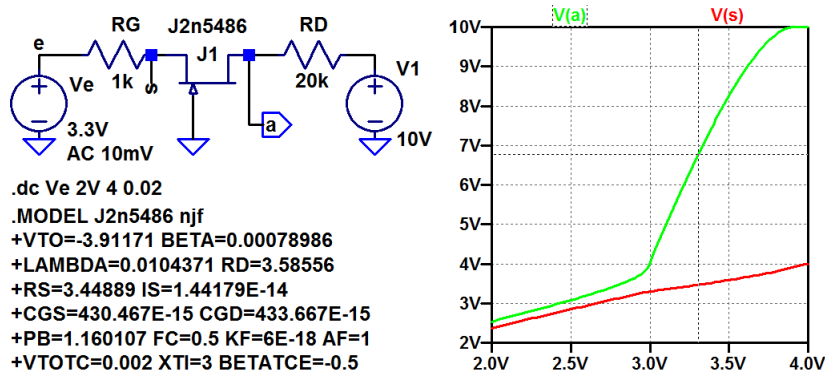 RG J2n5486 RD
e J1 V1
Ve 1k s 20k
3.3V a 10V
AC 10mV
.dc Ve 2V 4 0.02
.MODEL J2n5486 njf
+VTO=-3.91171 BETA=0.00078986
+LAMBDA=0.0104371 RD=3.58556
+RS=3.44889 IS=1.44179E-14
+CGS=430.467E-15 CGD=433.667E-15
+PB=1.160107 FC=0.5 KF=6E-18 AF=1
+VTOTC=0.002 XTI=3 BETATCE=-0.5
V(a) V(s)
10V
9V
8V
7V
6V
5V
4V
3V
2V
2.0V 2.5V 3.0V 3.5V 4.0V